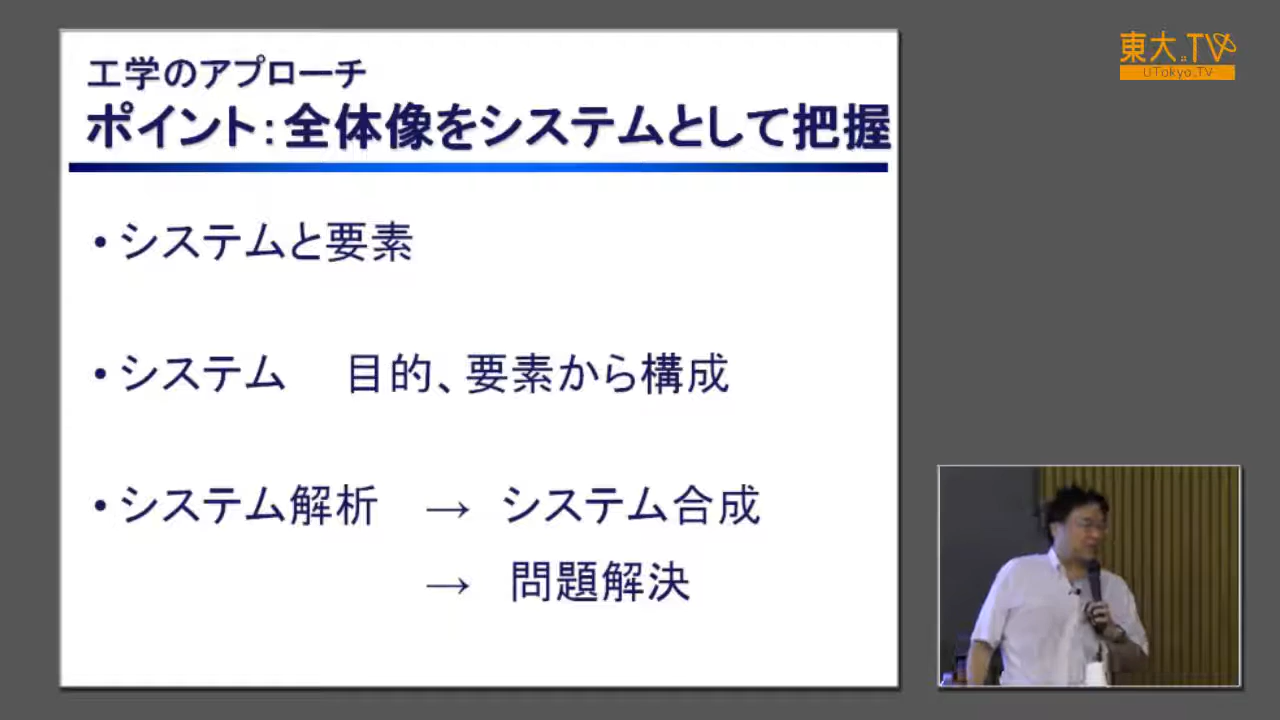 工学のアプローチ
ポイント:全体像をシステムとして把握
•システムと要素
•システム 目的、要素から構成
•システム解析 → システム合成
→ 問題解決
東大.TV
UTokyo.TV